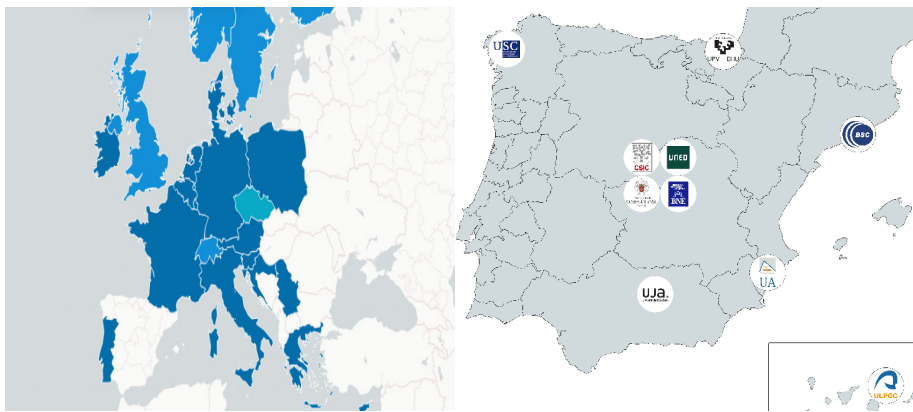 USC
UPV EHU
BSC
CSIC
UNED
BNE
UA
UJa.
ULPGC